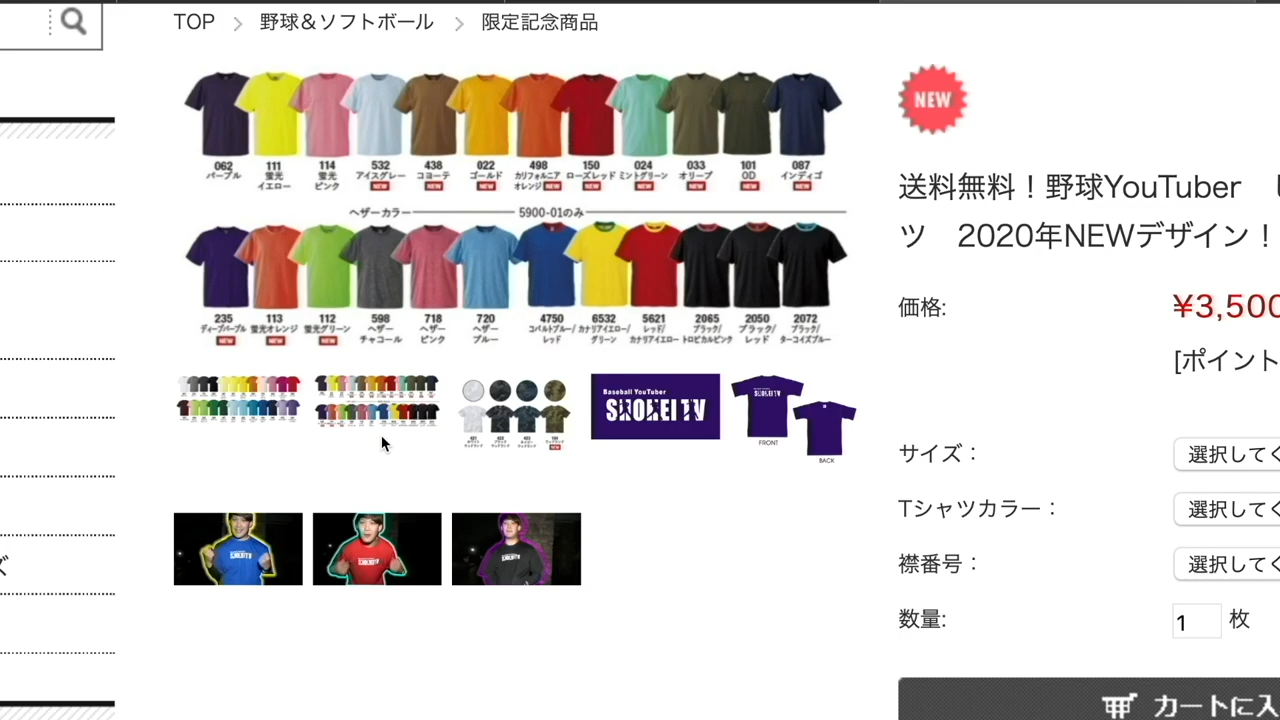 TOP > 野球&ソフトボール > 限定記念商品
NEW
062 111 114 532 438 022 498 150 024 033 101 087
パープル 蛍光イエロー 蛍光ピンク アイスグレー コヨーテ ゴールド カリフォルニアオレンジ ローズレッド ミントグリーン オリーブ OD インディゴ
NEW NEW NEW NEW NEW NEW NEW NEW NEW
送料無料！野球YouTuber
ツ 2020年NEWデザイン！
ヘザーカラー 5900-01のみ
235 113 112 598 718 720 4750 6532 5621 2065 2050 2072
ディープパープル 蛍光オレンジ 蛍光グリーン ヘザーチャコール ヘザーピンク ヘザーブルー コバルトブルー/レッド カナリアイエロー/グリーン レッド/カナリアイエロー ブラック/トロピカルピンク ブラック/レッド ブラック/ターコイズブルー
NEW NEW NEW
価格: ¥3,500
[ポイント
Baseball YouTuber
SHOHEI TV
FRONT
BACK
サイズ： 選択してく
Tシャツカラー： 選択してく
襟番号： 選択してく
数量: 1 枚
ズ
カートに入